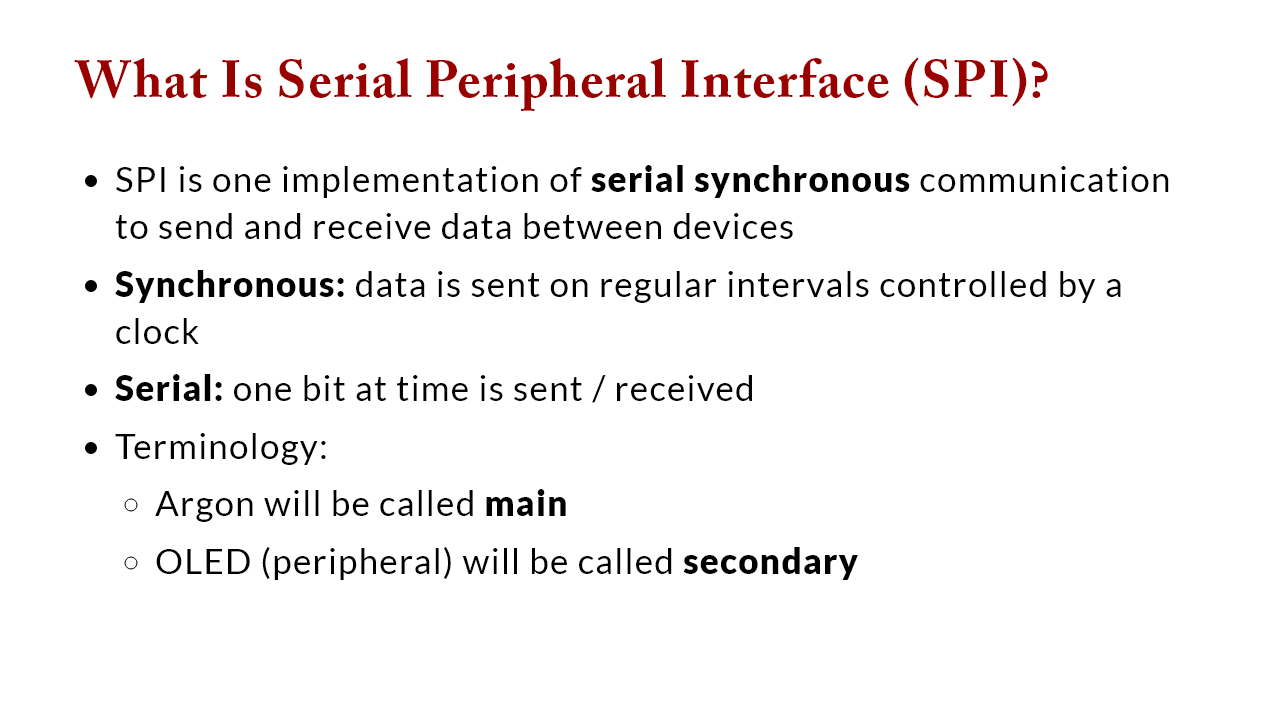 What Is Serial Peripheral Interface (SPI)?
• SPI is one implementation of serial synchronous communication
to send and receive data between devices
• Synchronous: data is sent on regular intervals controlled by a
clock
• Serial: one bit at time is sent / received
• Terminology:
◦ Argon will be called main
◦ OLED (peripheral) will be called secondary